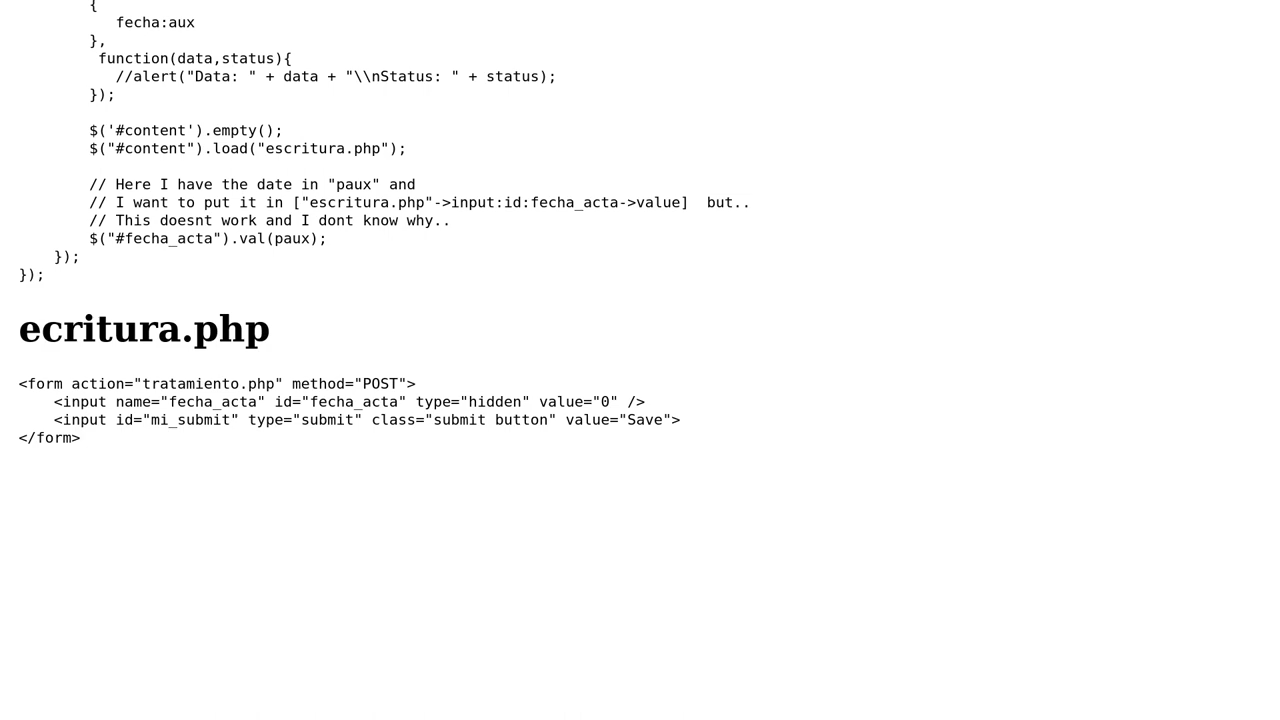 {
fecha:aux
},
function(data,status){
//alert("Data: " + data + "\\nStatus: " + status);
});
$('#content').empty();
$("#content").load("escritura.php");
// Here I have the date in "paux" and
// I want to put it in ["escritura.php"->input:id:fecha_acta->value]  but..
// This doesnt work and I dont know why..
$("#fecha_acta").val(paux);
});
});
ecritura.php
<form action="tratamiento.php" method="POST">
<input name="fecha_acta" id="fecha_acta" type="hidden" value="0" />
<input id="mi_submit" type="submit" class="submit button" value="Save">
</form>